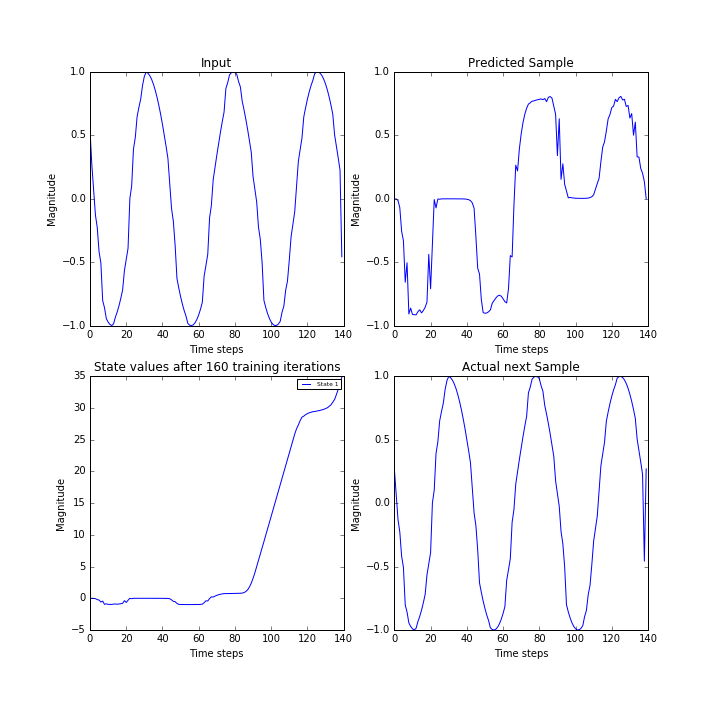 Input
Predicted Sample
1.0
0.5
0.0
−0.5
−1.0
Magnitude
0 20 40 60 80 100 120 140
Time steps
1.0
0.5
0.0
−0.5
−1.0
Magnitude
0 20 40 60 80 100 120 140
Time steps
State values after 160 training iterations
Actual next Sample
35
30
25
20
15
10
5
0
−5
Magnitude
State 1
0 20 40 60 80 100 120 140
Time steps
1.0
0.5
0.0
−0.5
−1.0
Magnitude
0 20 40 60 80 100 120 140
Time steps